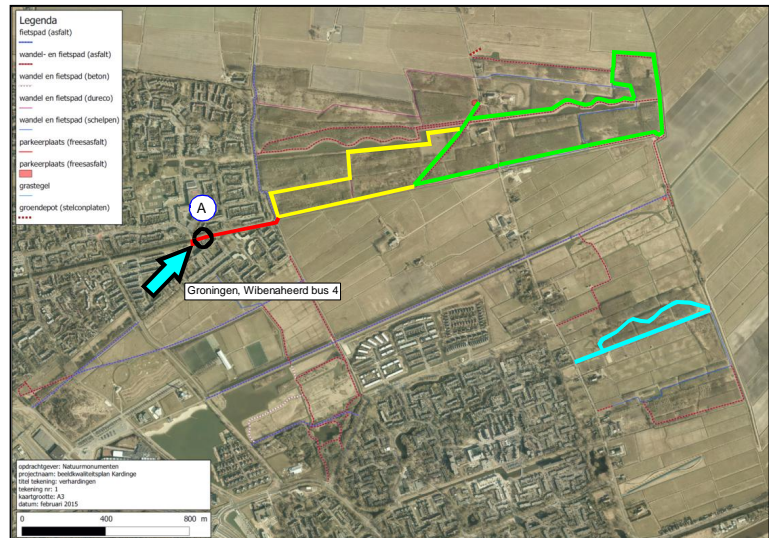 Legenda
fietspad (asfalt)
wandel- en fietspad (asfalt)
wandel en fietspad (beton)
wandel en fietspad (dureco)
wandel en fietspad (schelpen)
parkeerplaats (freesasfalt)
parkeerplaats (freesasfalt)
grastegel
groendepot (stelconplaten)
A
Groningen, Wibenaheerd bus 4
opdrachtgever: Natuurmonumenten
projectnaam: beeldkwaliteitsplan Kardinge
titel tekening: verhardingen
tekening nr: 1
kaartgrootte: A3
datum: februari 2015
0 400 800 m